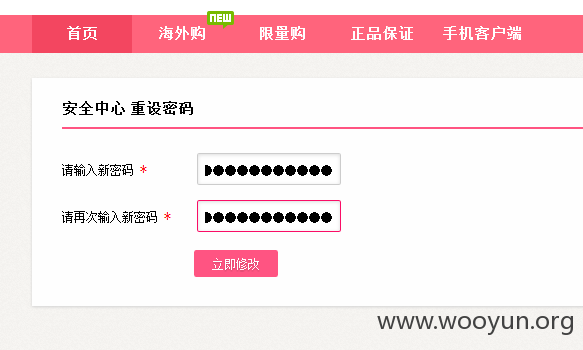 首页 海外购 NEW 限量购 正品保证 手机客户端
安全中心 重设密码
请输入新密码 *
请再次输入新密码 *
立即修改
www.wooyun.org